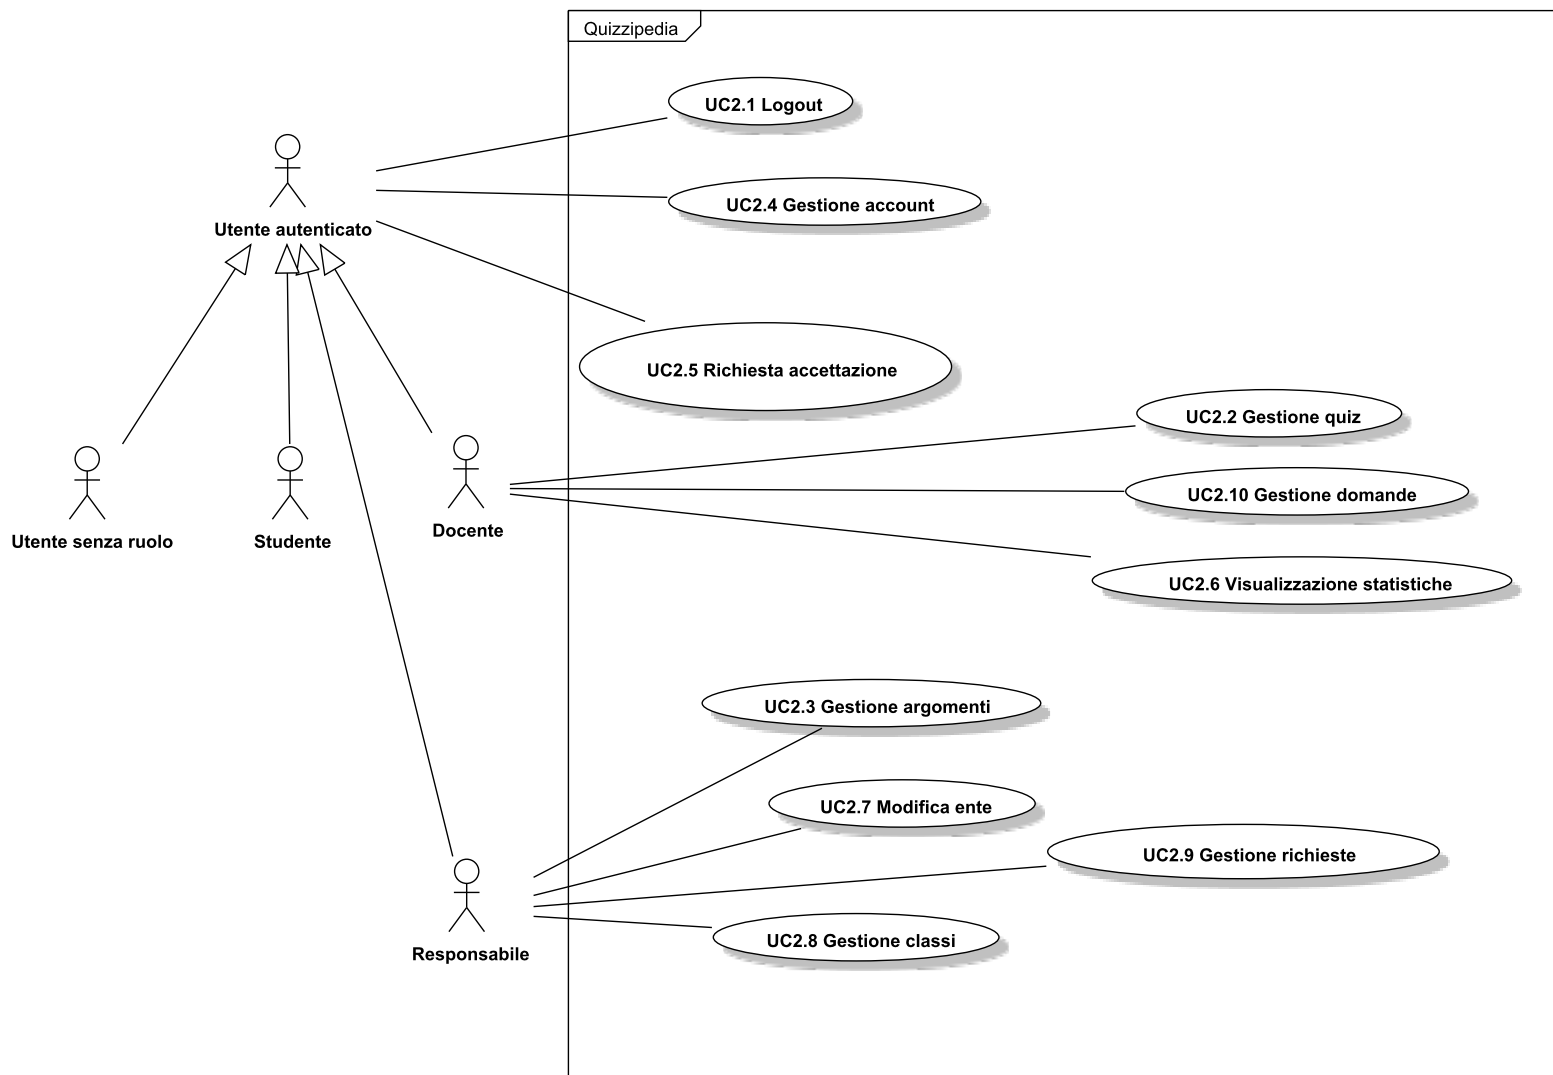 Quizzipedia
UC2.1 Logout
UC2.4 Gestione account
Utente autenticato
UC2.5 Richiesta accettazione
UC2.2 Gestione quiz
UC2.10 Gestione domande
Docente
Utente senza ruolo
Studente
UC2.6 Visualizzazione statistiche
UC2.3 Gestione argomenti
UC2.7 Modifica ente
UC2.9 Gestione richieste
UC2.8 Gestione classi
Responsabile